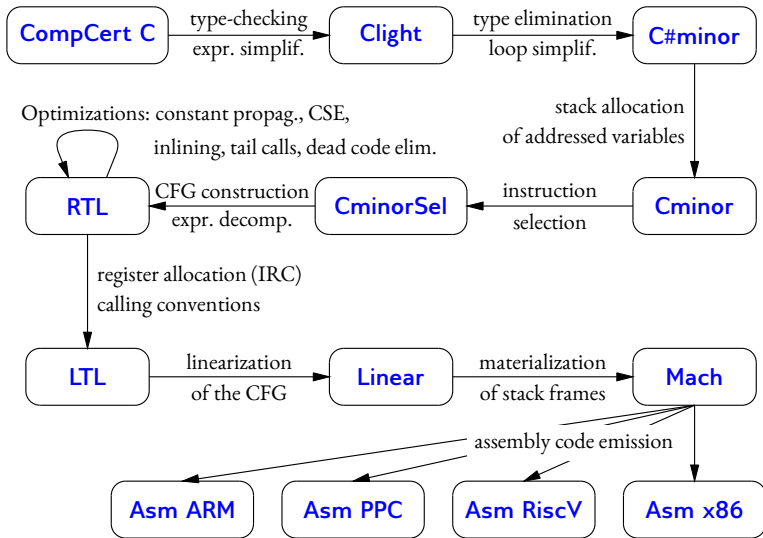 CompCert C
type-checking
expr. simplif.
Clight
type elimination
loop simplif.
C#minor
stack allocation
of addressed variables
Optimizations: constant propag., CSE,
inlining, tail calls, dead code elim.
RTL
CFG construction
expr. decomp.
CminorSel
instruction
selection
Cminor
register allocation (IRC)
calling conventions
LTL
linearization
of the CFG
Linear
materialization
of stack frames
Mach
assembly code emission
Asm ARM
Asm PPC
Asm RiscV
Asm x86